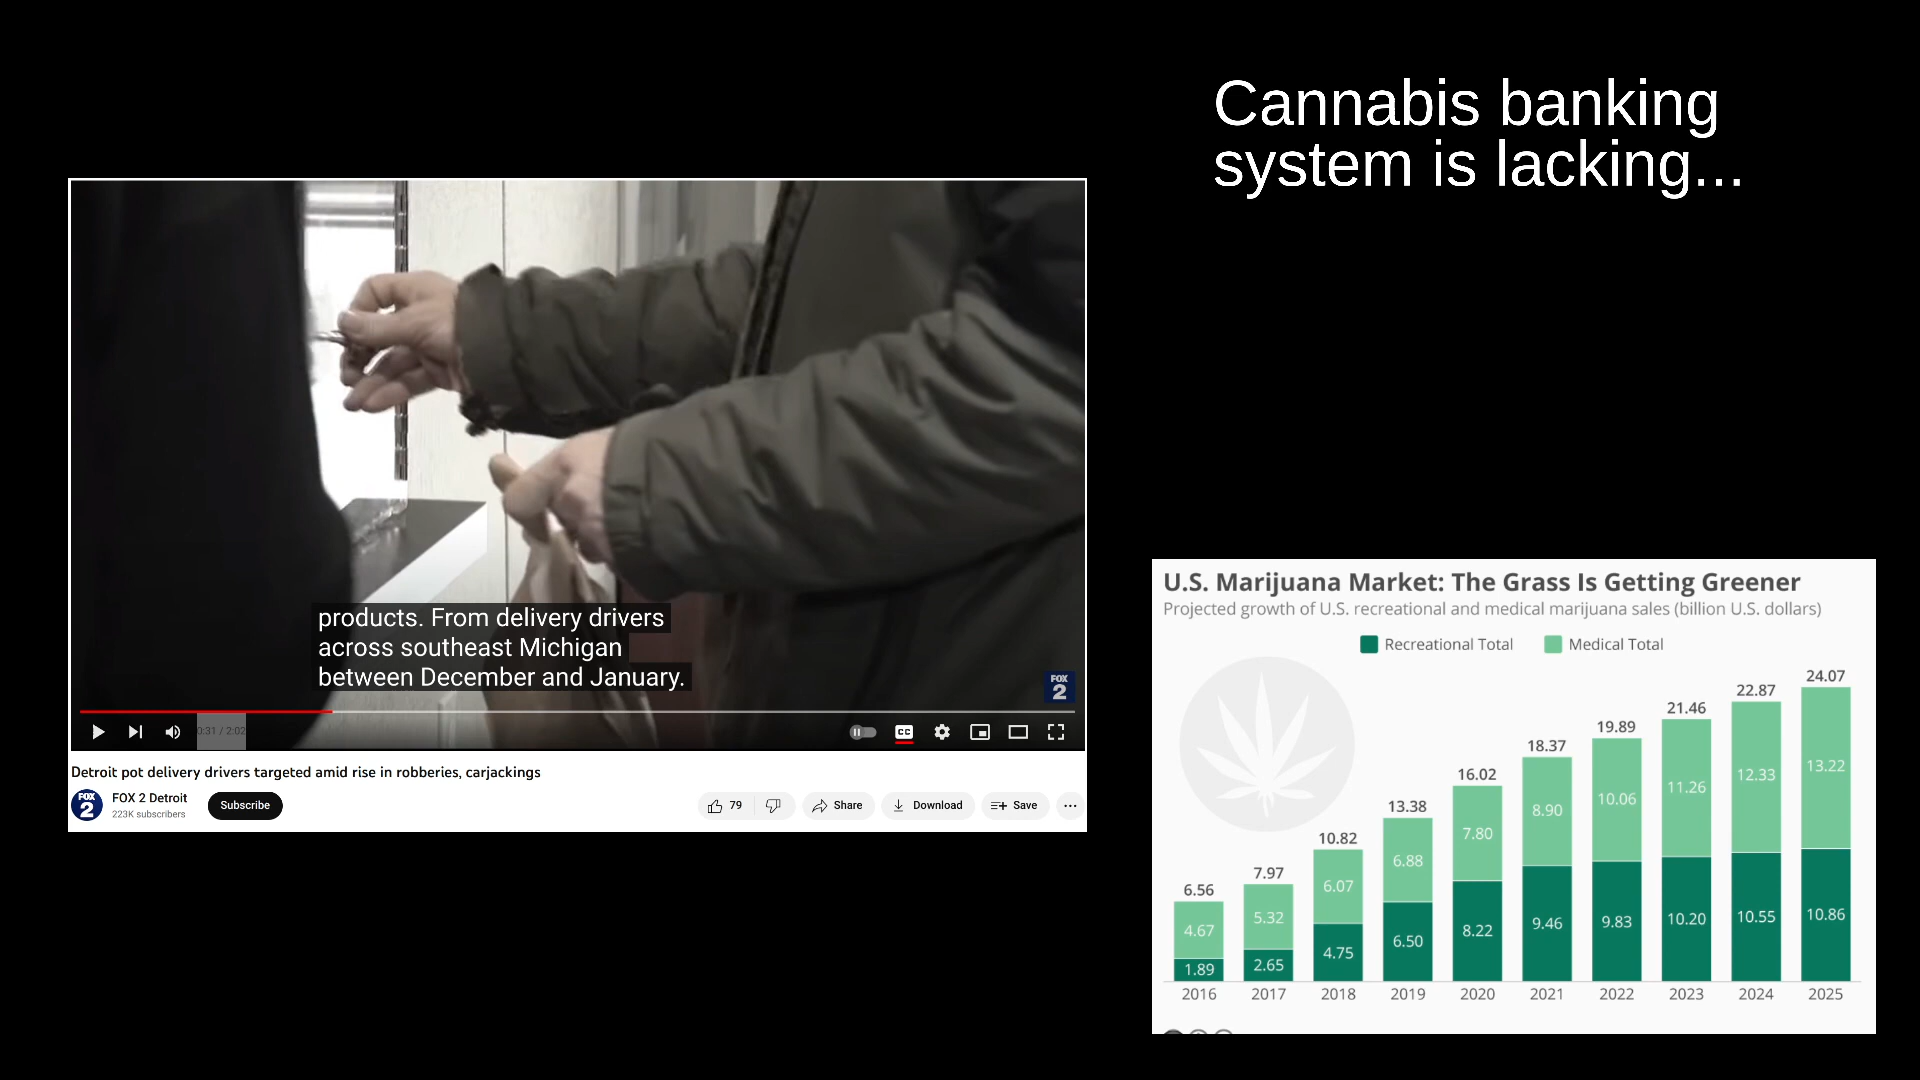 Cannabis banking
system is lacking...
products. From delivery drivers
across southeast Michigan
between December and January.
FOX
2
0:31 / 2:02
CC
Detroit pot delivery drivers targeted amid rise in robberies, carjackings
FOX
2
FOX 2 Detroit
223K subscribers
Subscribe
79
Share
Download
Save
U.S. Marijuana Market: The Grass Is Getting Greener
Projected growth of U.S. recreational and medical marijuana sales (billion U.S. dollars)
Recreational Total
Medical Total
6.56 7.97 10.82 13.38 16.02 18.37 19.89 21.46 22.87 24.07
4.67 5.32 6.07 6.88 7.80 8.90 10.06 11.26 12.33 13.22
1.89 2.65 4.75 6.50 8.22 9.46 9.83 10.20 10.55 10.86
2016 2017 2018 2019 2020 2021 2022 2023 2024 2025